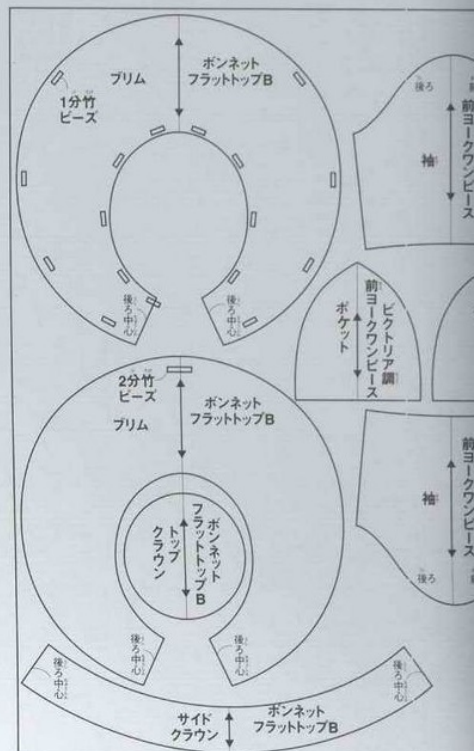 ブリム
ボンネット
フラットトップB
1分竹
ビーズ
後ろ中心
後ろ中心
後ろ
前ヨークワンピース
袖
ビクトリア調
前ヨークワンピース
ポケット
2分竹
ビーズ
ブリム
ボンネット
フラットトップB
ボンネット
フラットトップB
トップ
クラウン
後ろ中心
後ろ中心
前ヨークワンピース
袖
後ろ
後ろ中心
後ろ中心
サイド
クラウン
ボンネット
フラットトップB